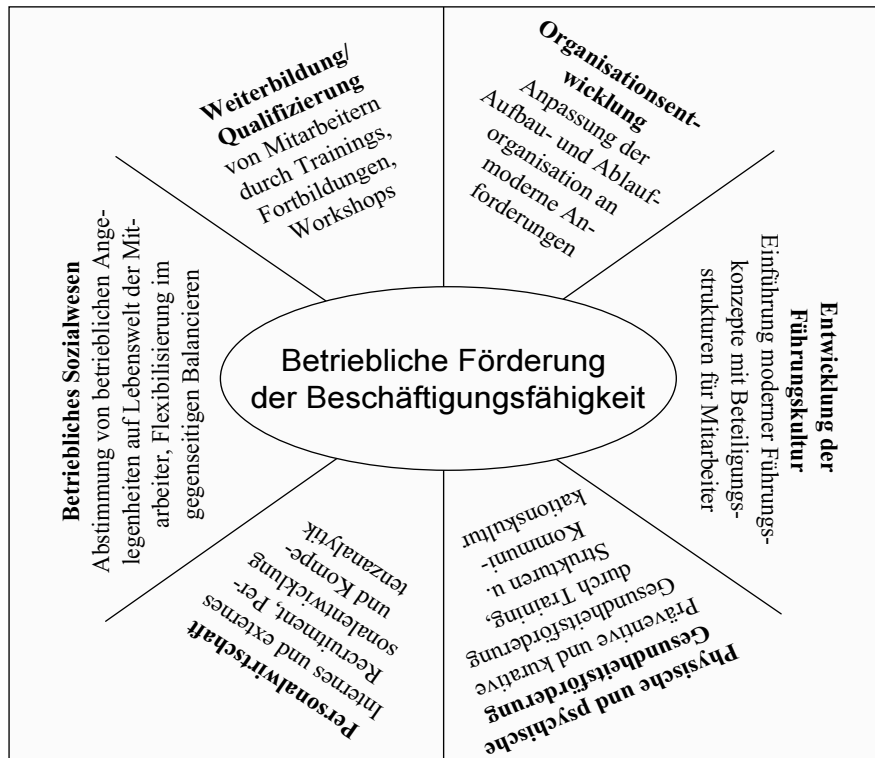 Weiterbildung/
Qualifizierung
von Mitarbeitern
durch Trainings,
Fortbildungen,
Workshops
Organisationsent-
wicklung
Anpassung der
Aufbau- und Ablauf-
organisation an
moderne An-
forderungen
Entwicklung der
Führungskultur
Einführung moderner Führungs-
konzepte mit Beteiligungs-
strukturen für Mitarbeiter
Physische und psychische
Gesundheitsförderung
Präventive und kurative
Gesundheitsförderung
durch Training,
Strukturen u.
Kommuni-
kationskultur
Personalwirtschaft
Internes und externes
Recruitment, Per-
sonalentwicklung
und Kompe-
tenzanalytik
Betriebliches Sozialwesen
Abstimmung von betrieblichen Ange-
legenheiten auf Lebenswelt der Mit-
arbeiter, Flexibilisierung im
gegenseitigen Balancieren
Betriebliche Förderung
der Beschäftigungsfähigkeit